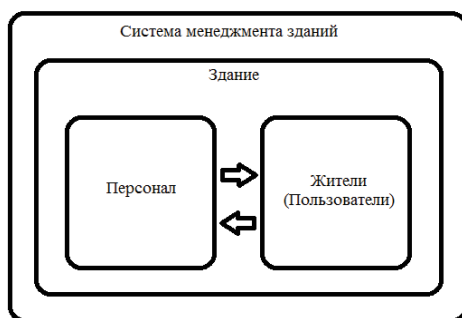 Система менеджмента зданий
Здание
Персонал
Жители
(Пользователи)